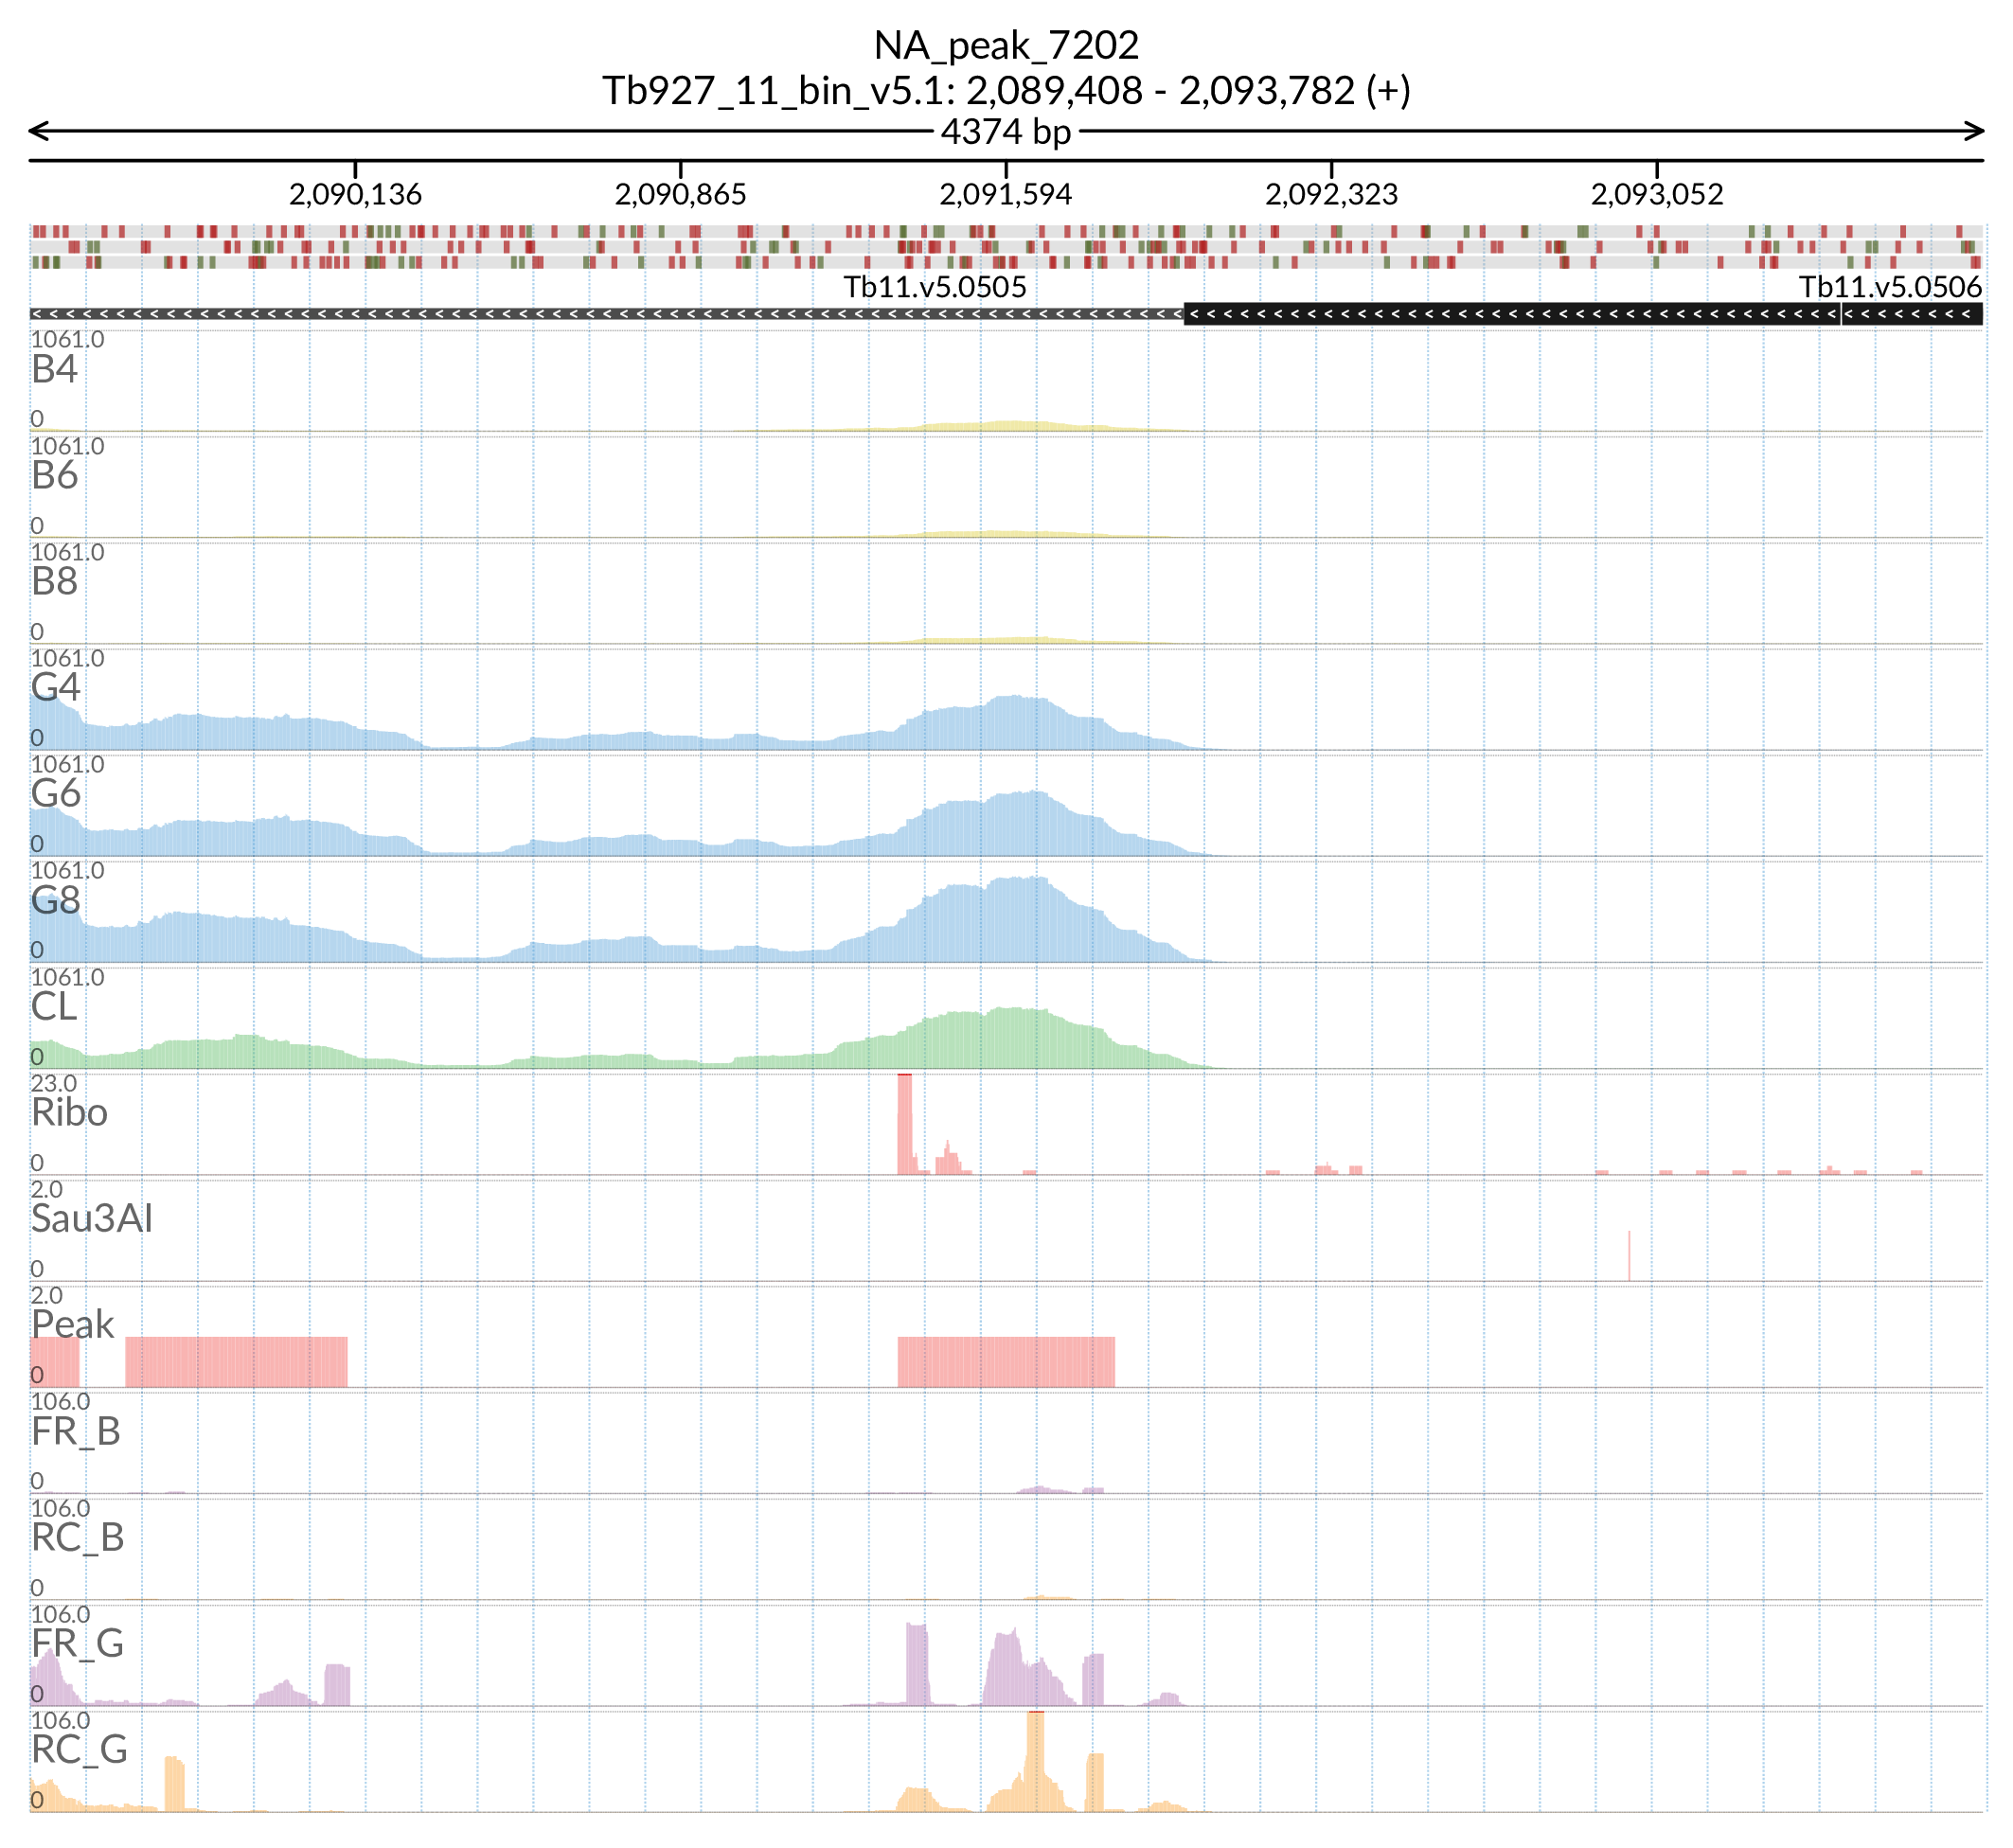 NA_peak_7202
Tb927_11_bin_v5.1: 2,089,408 - 2,093,782 (+)
4374 bp
2,090,136 2,090,865 2,091,594 2,092,323 2,093,052
Tb11.v5.0505 Tb11.v5.0506
1061.0
B4
0
1061.0
B6
0
1061.0
B8
0
1061.0
G4
0
1061.0
G6
0
1061.0
G8
0
1061.0
CL
0
23.0
Ribo
0
2.0
Sau3AI
0
2.0
Peak
0
106.0
FR_B
0
106.0
RC_B
0
106.0
FR_G
0
106.0
RC_G
0